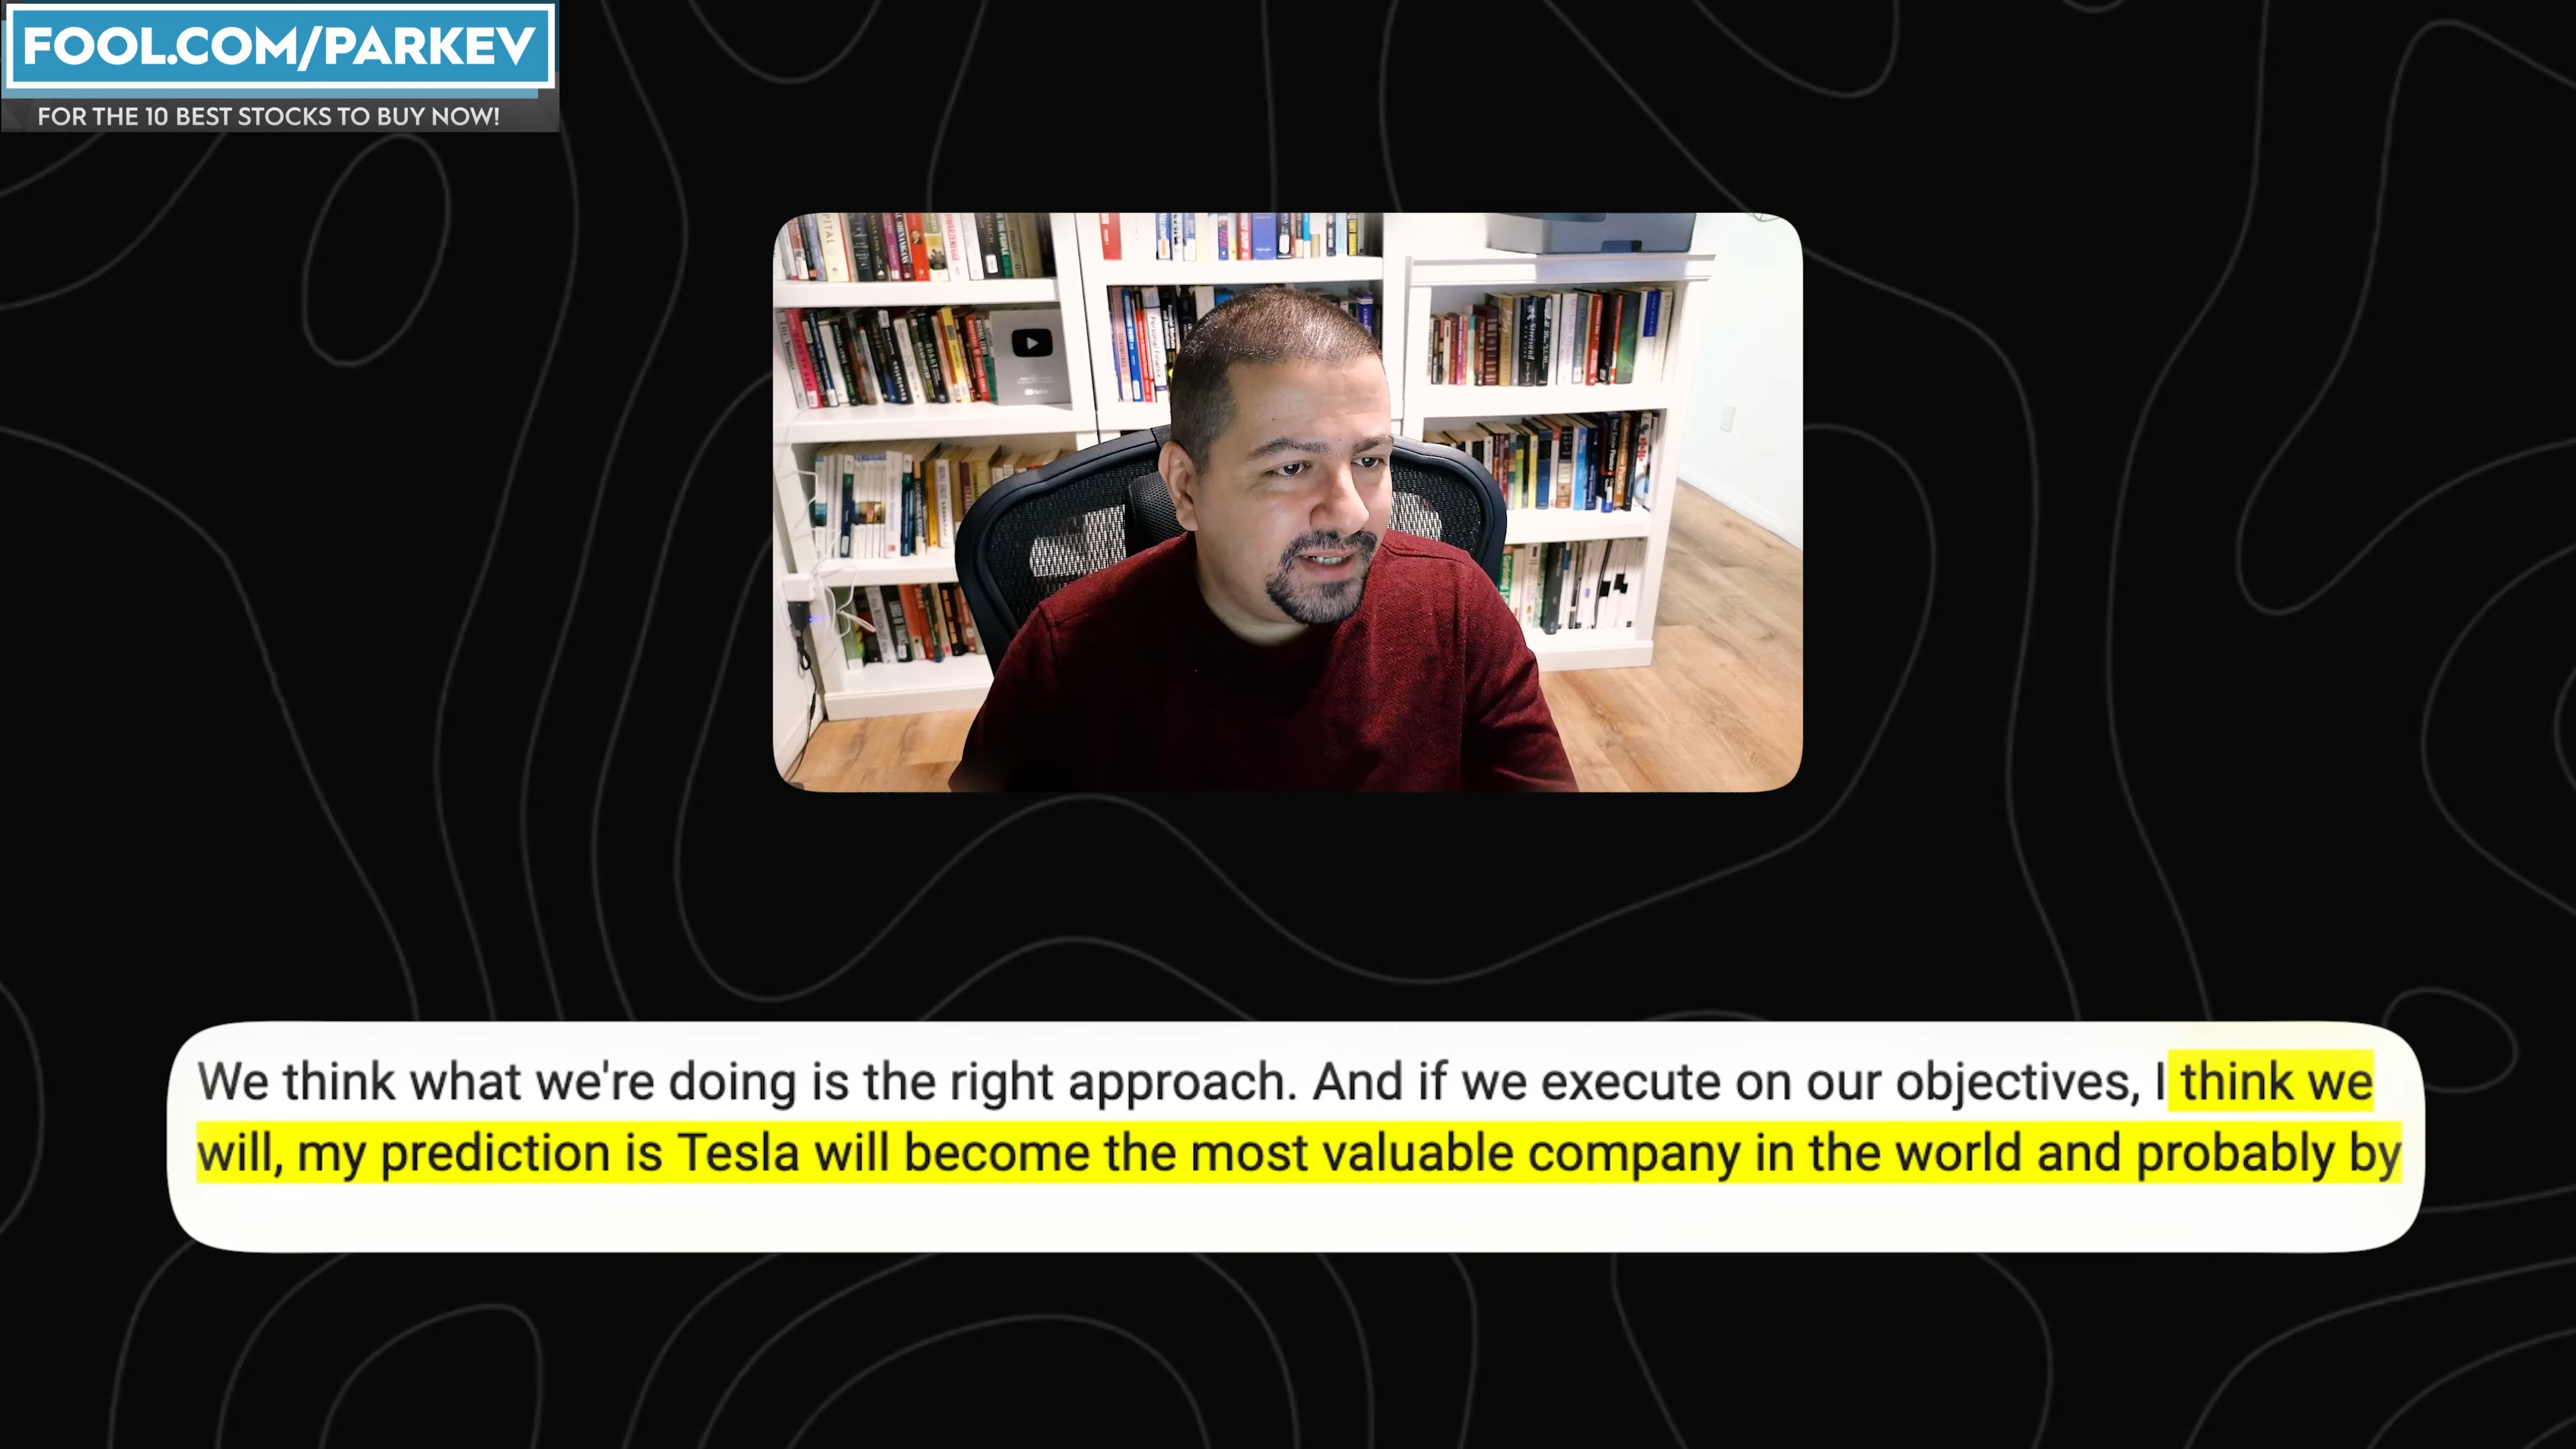 FOOL.COM/PARKEV
FOR THE 10 BEST STOCKS TO BUY NOW!
We think what we're doing is the right approach. And if we execute on our objectives, I think we
will, my prediction is Tesla will become the most valuable company in the world and probably by